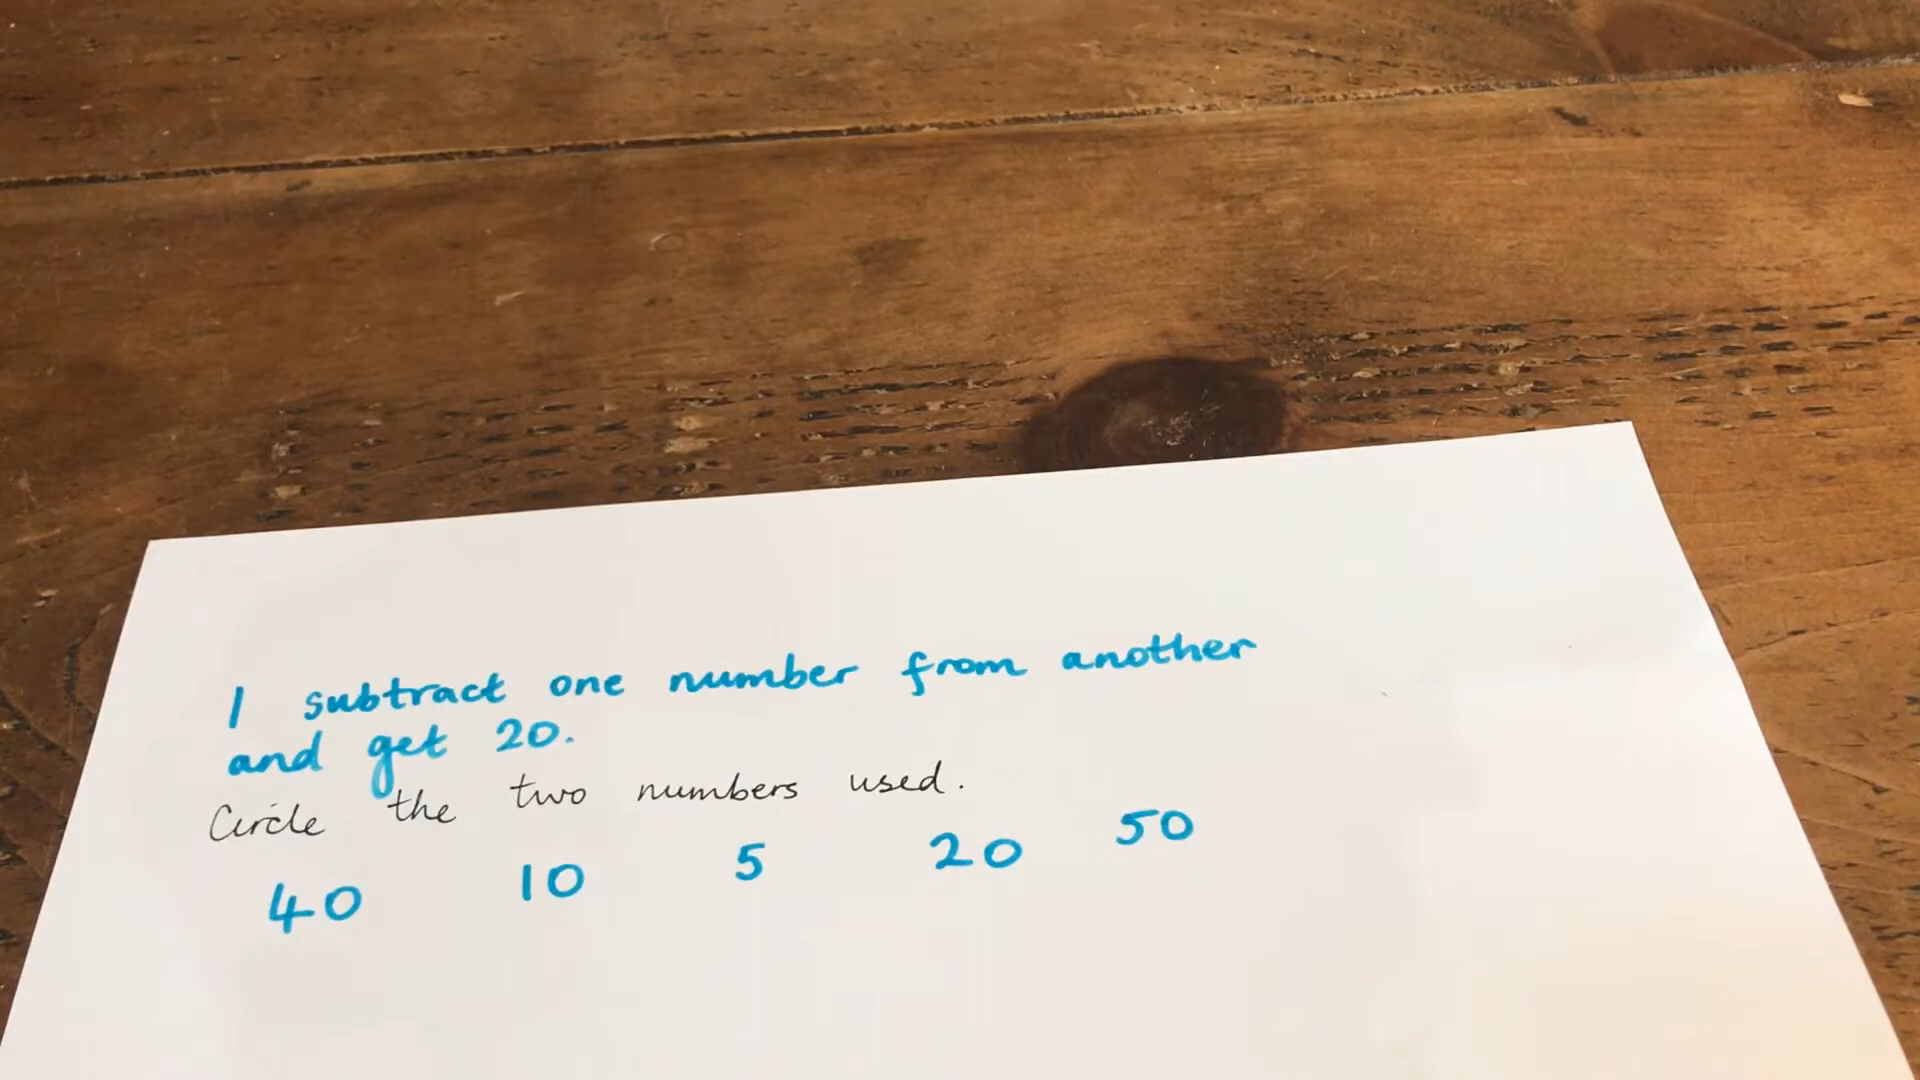 I subtract one number from another
and get 20.
Circle the two numbers used.
40 10 5 20 50